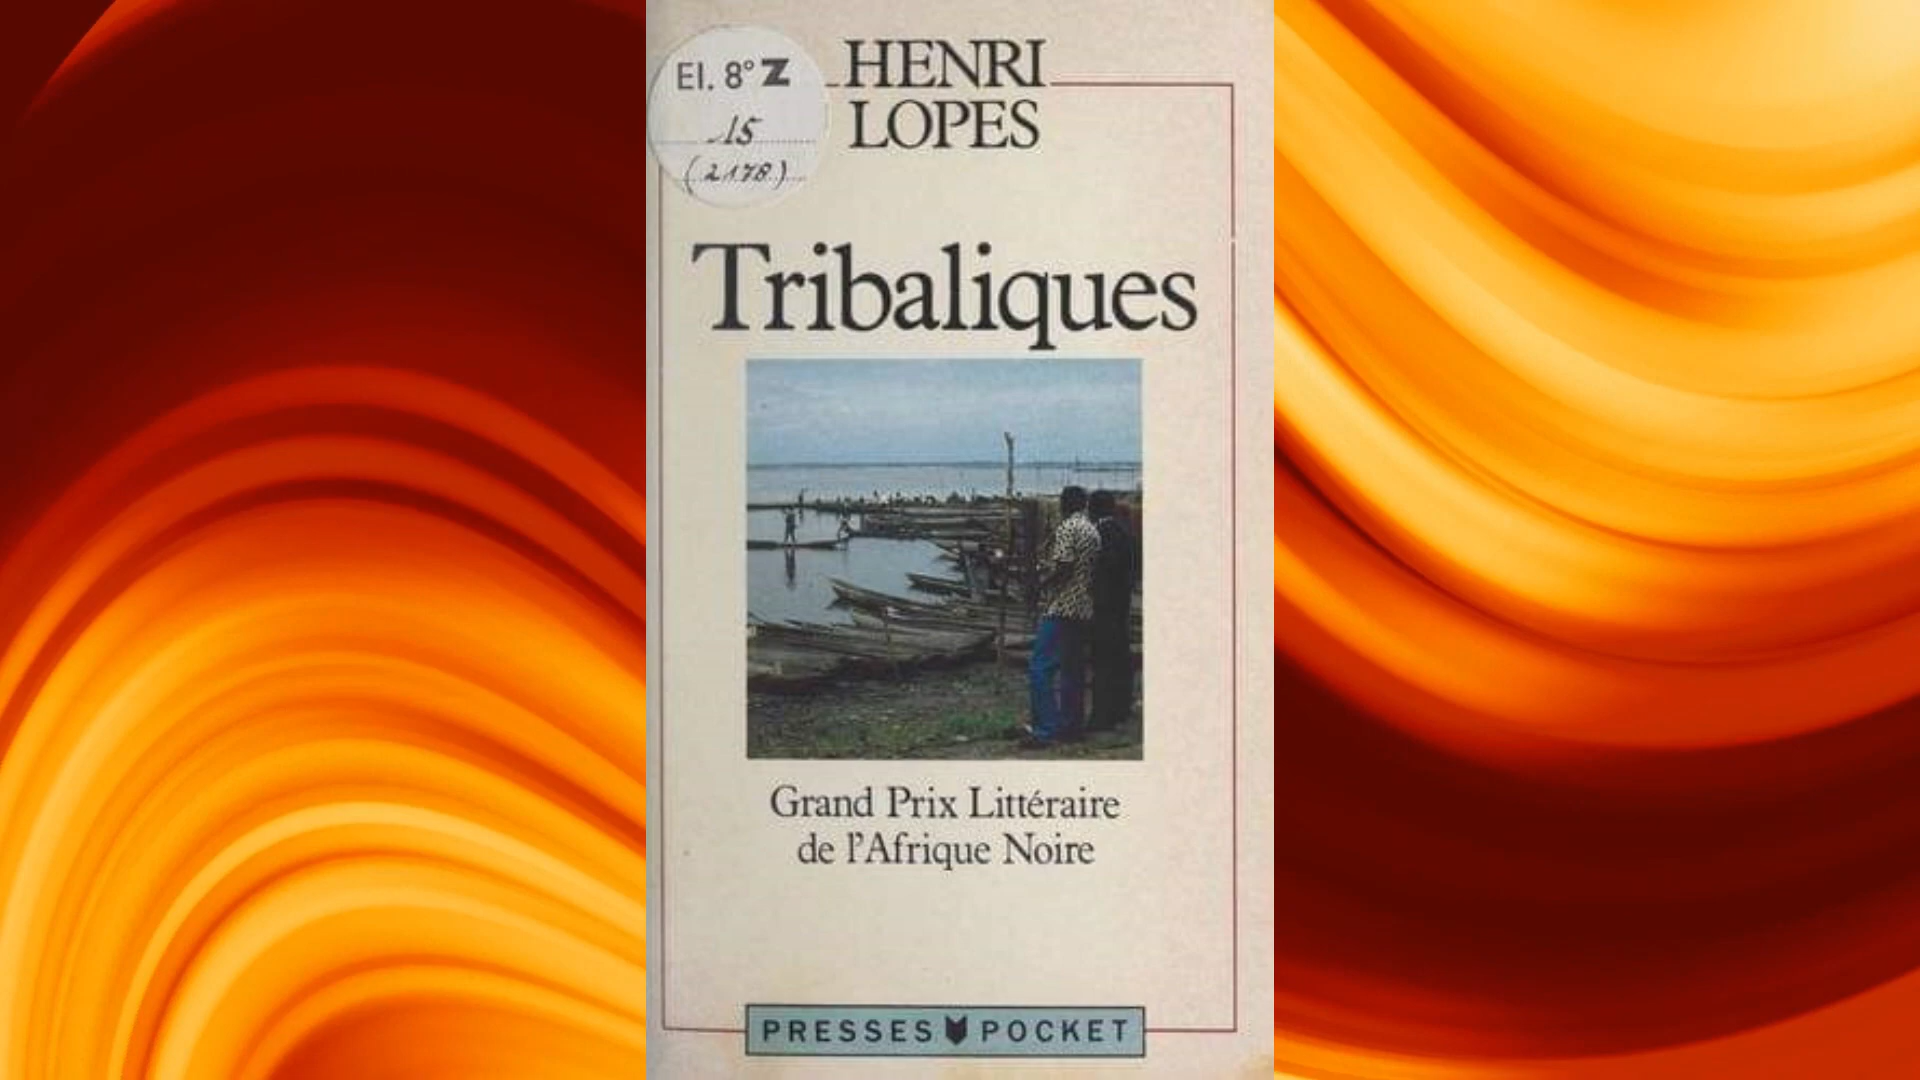 El. 8° Z
15
(2178)
HENRI
LOPES
Tribaliques
Grand Prix Littéraire
de l'Afrique Noire
PRESSES POCKET